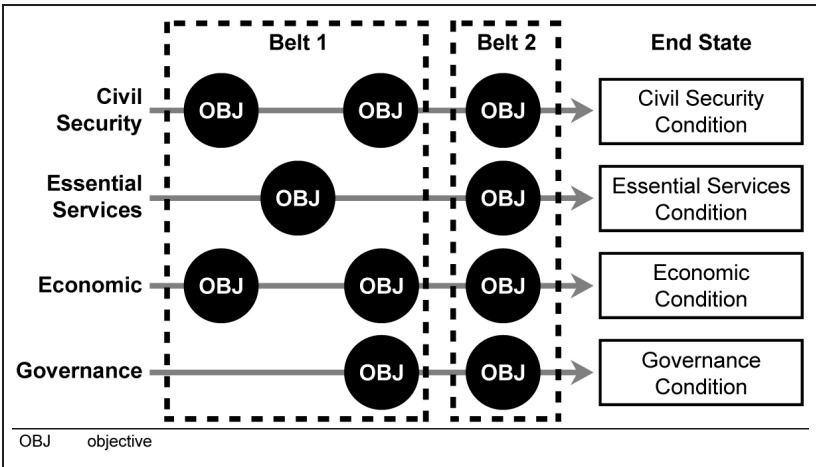 Belt 1 Belt 2 End State
Civil
Security
OBJ OBJ OBJ
Civil Security
Condition
Essential
Services
OBJ OBJ
Essential Services
Condition
Economic
OBJ OBJ OBJ
Economic
Condition
Governance
OBJ OBJ
Governance
Condition
OBJ objective